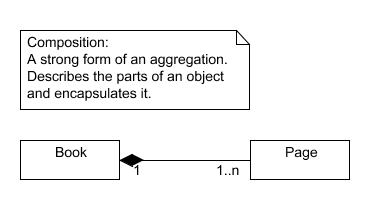 Composition:
A strong form of an aggregation.
Describes the parts of an object
and encapsulates it.
Book
1
1..n
Page